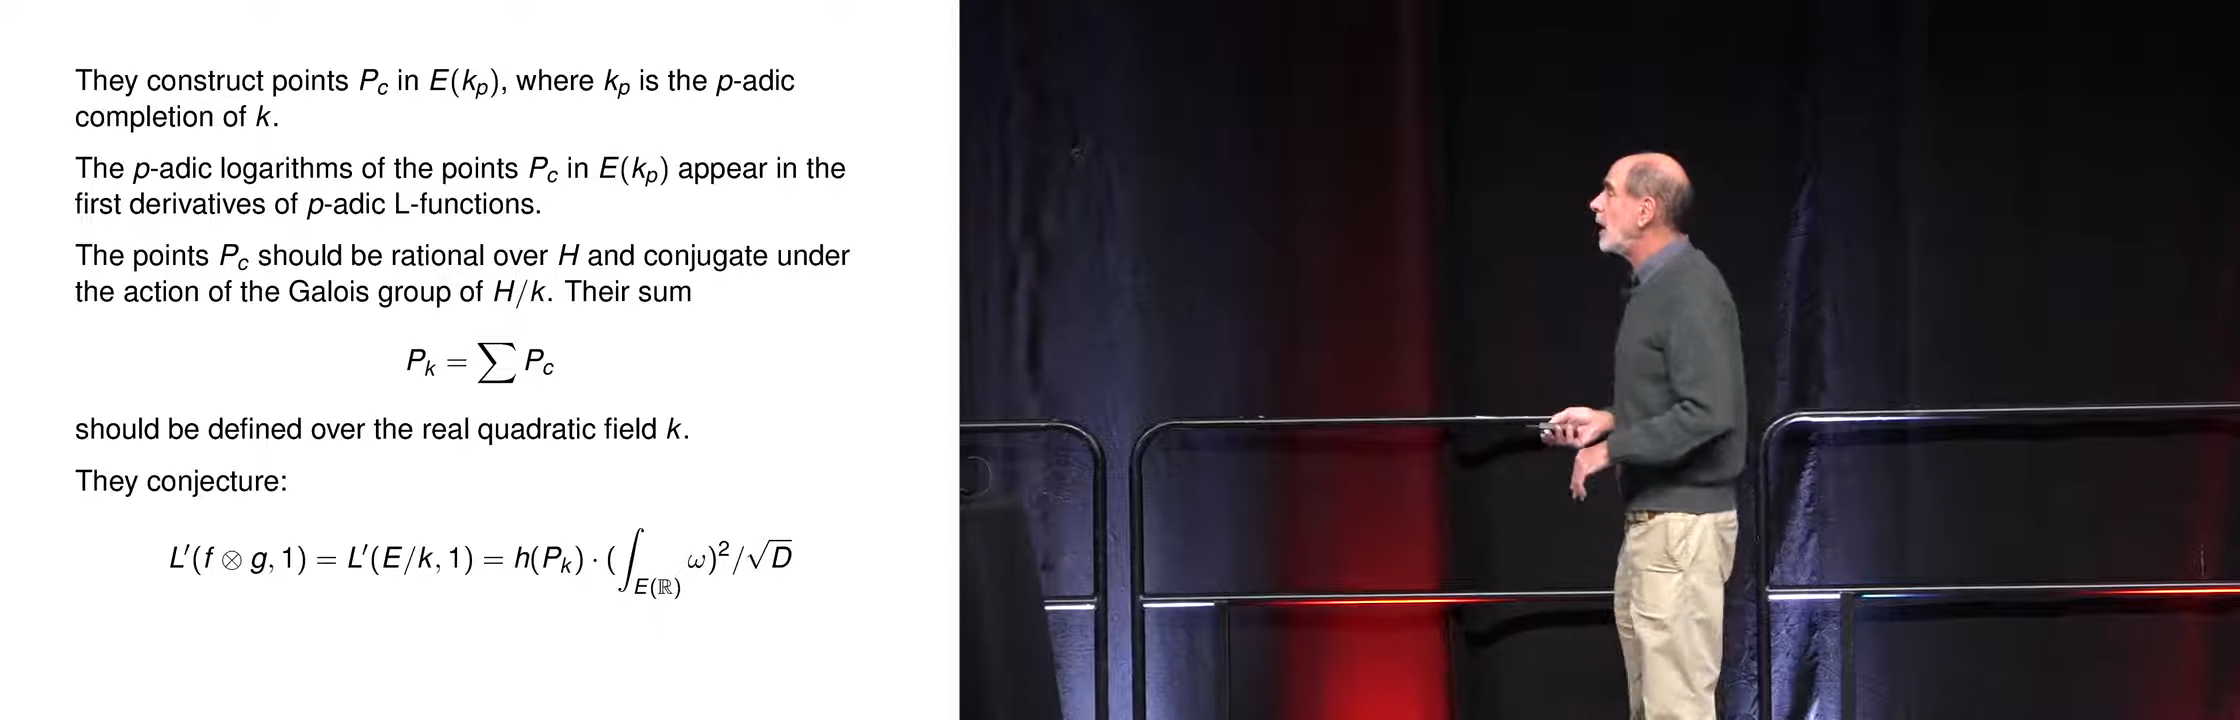 They construct points P_c in E(k_p), where k_p is the p-adic
completion of k.
The p-adic logarithms of the points P_c in E(k_p) appear in the
first derivatives of p-adic L-functions.
The points P_c should be rational over H and conjugate under
the action of the Galois group of H/k. Their sum
P_k = ∑ P_c
should be defined over the real quadratic field k.
They conjecture:
L′(f ⊗ g, 1) = L′(E/k, 1) = h(P_k) · (∫_{E(ℝ)} ω)²/√D